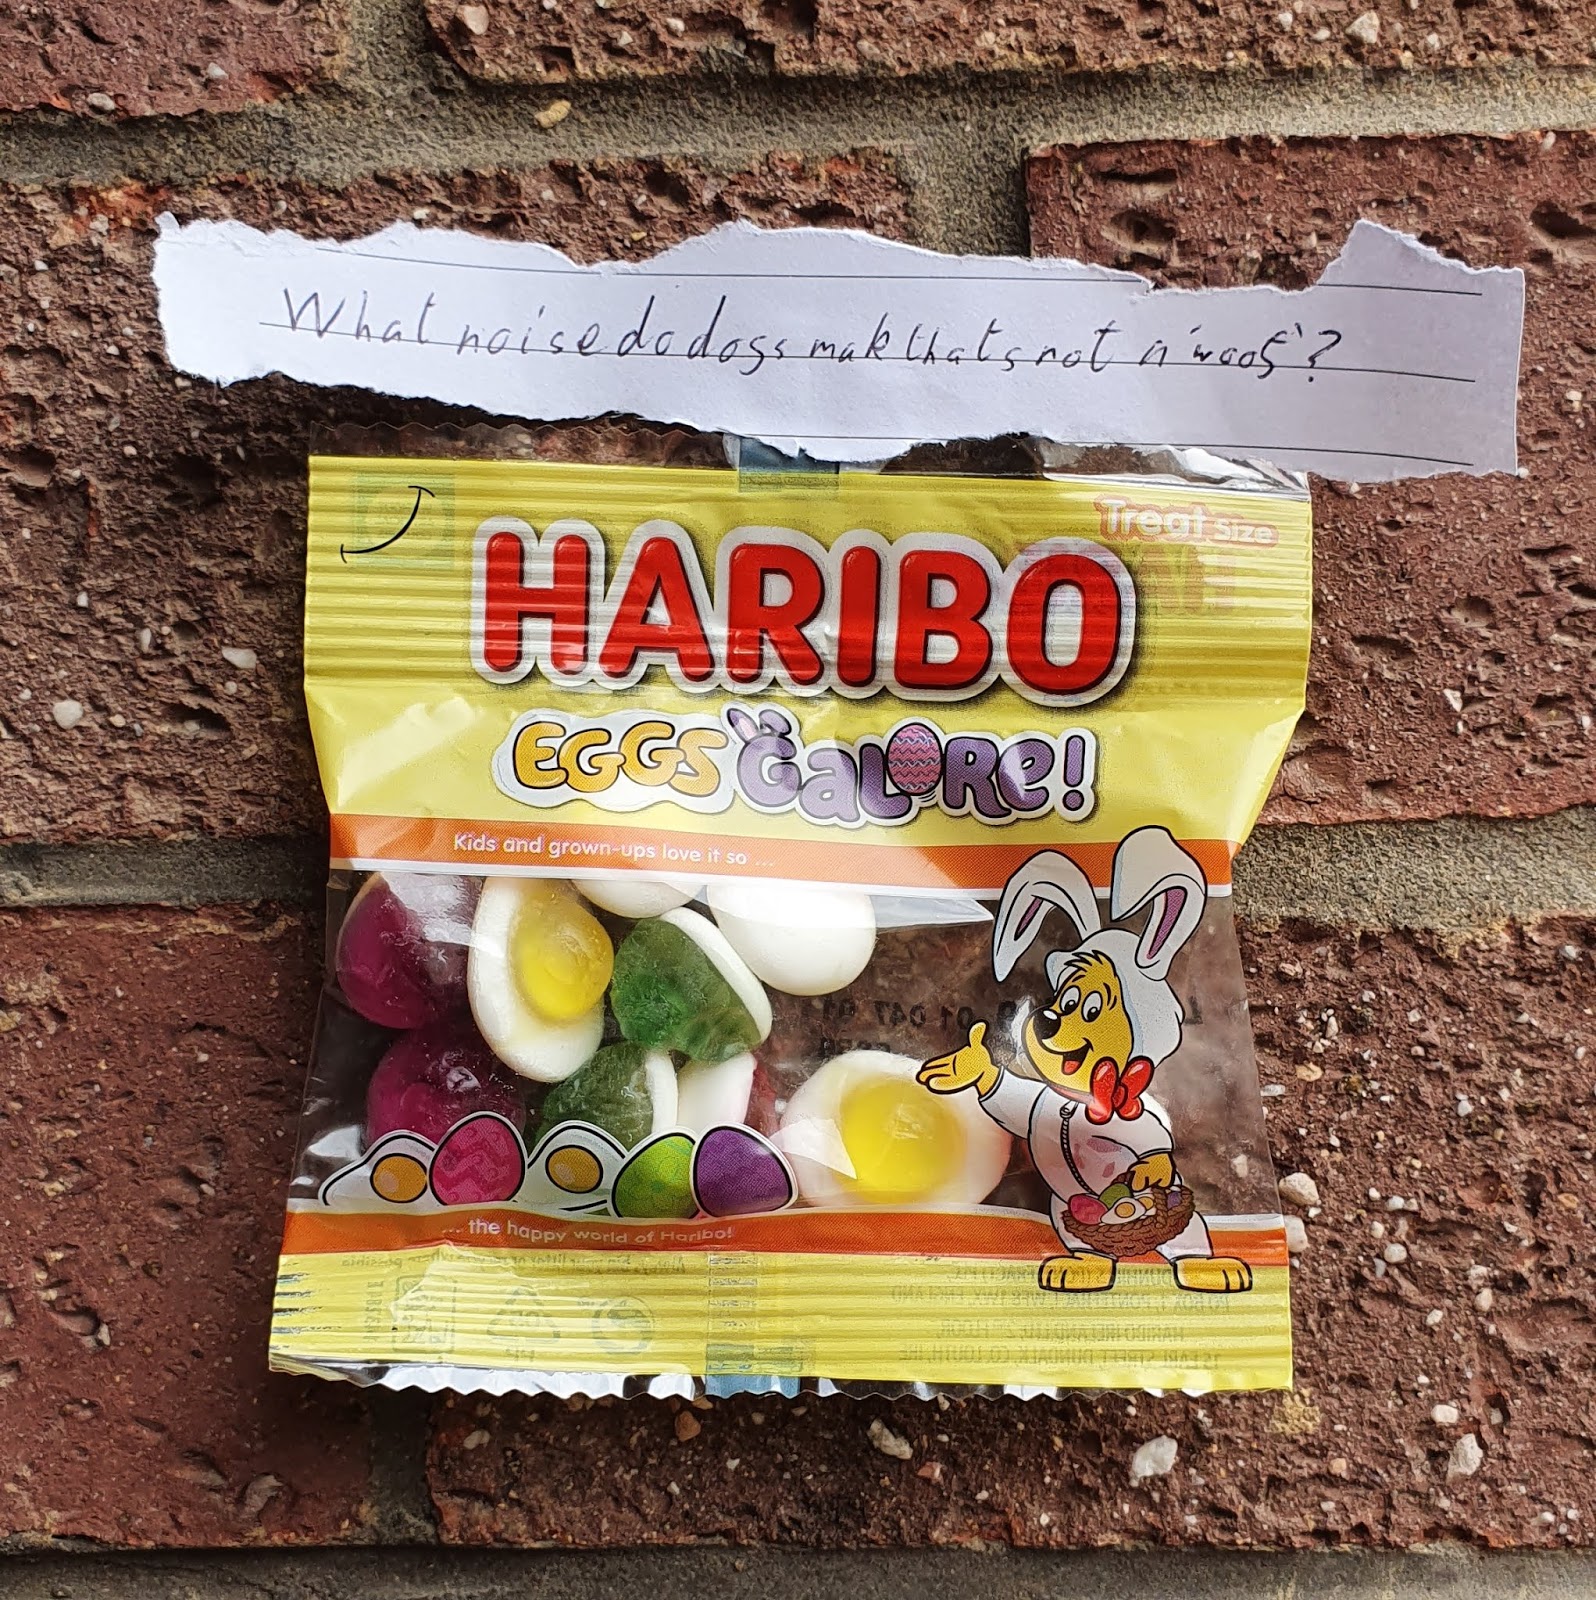 What noise do dogs mak thats not a 'woof'?
Treat Size
HARIBO
EGGS GALORE!
Kids and grown-ups love it so ...
... the happy world of Haribo!